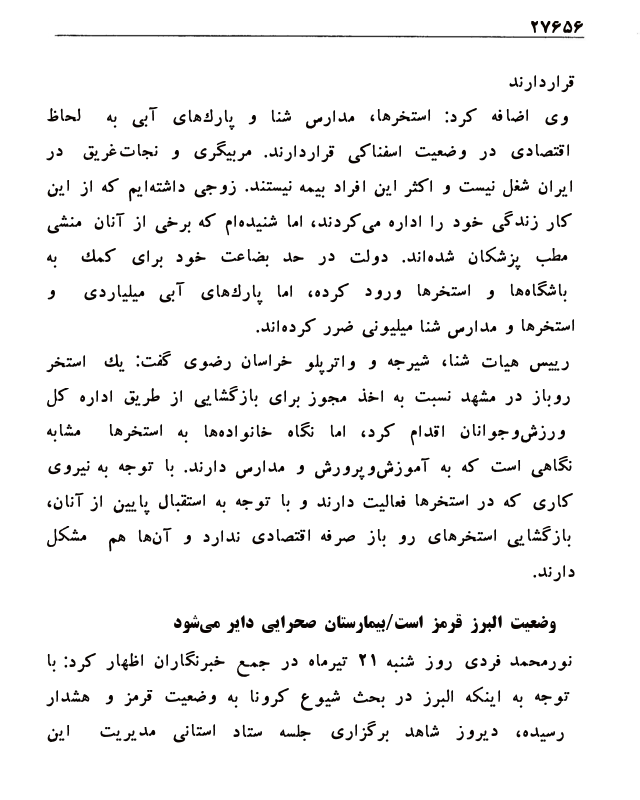 ۲۷۶۵۶
قراردارند
وی اضافه کرد: استخرها، مدارس شنا و پارك‌های آبی به لحاظ
اقتصادی در وضعیت اسفناکی قراردارند. مربیگری و نجات‌غریق در
ایران شغل نیست و اکثر این افراد بیمه نیستند. زوجی داشته‌ایم که از این
کار زندگی خود را اداره می‌کردند، اما شنیده‌ام که برخی از آنان منشی
مطب پزشکان شده‌اند. دولت در حد بضاعت خود برای کمك به
باشگاه‌ها و استخرها ورود کرده، اما پارك‌های آبی میلیاردی و
استخرها و مدارس شنا میلیونی ضرر کرده‌اند.
رییس هیات شنا، شیرجه و واترپلو خراسان رضوی گفت: يك استخر
روباز در مشهد نسبت به اخذ مجوز برای بازگشایی از طریق اداره کل
ورزش‌وجوانان اقدام کرد، اما نگاه خانواده‌ها به استخرها مشابه
نگاهی است که به آموزش‌وپرورش و مدارس دارند. با توجه به نیروی
کاری که در استخرها فعالیت دارند و با توجه به استقبال پایین از آنان،
بازگشایی استخرهای رو باز صرفه اقتصادی ندارد و آن‌ها هم مشکل
دارند.
وضعیت البرز قرمز است/بیمارستان صحرایی دایر می‌شود
نورمحمد فردی روز شنبه ۲۱ تیرماه در جمع خبرنگاران اظهار کرد: با
توجه به اینکه البرز در بحث شیوع کرونا به وضعیت قرمز و هشدار
رسیده، دیروز شاهد برگزاری جلسه ستاد استانی مدیریت این